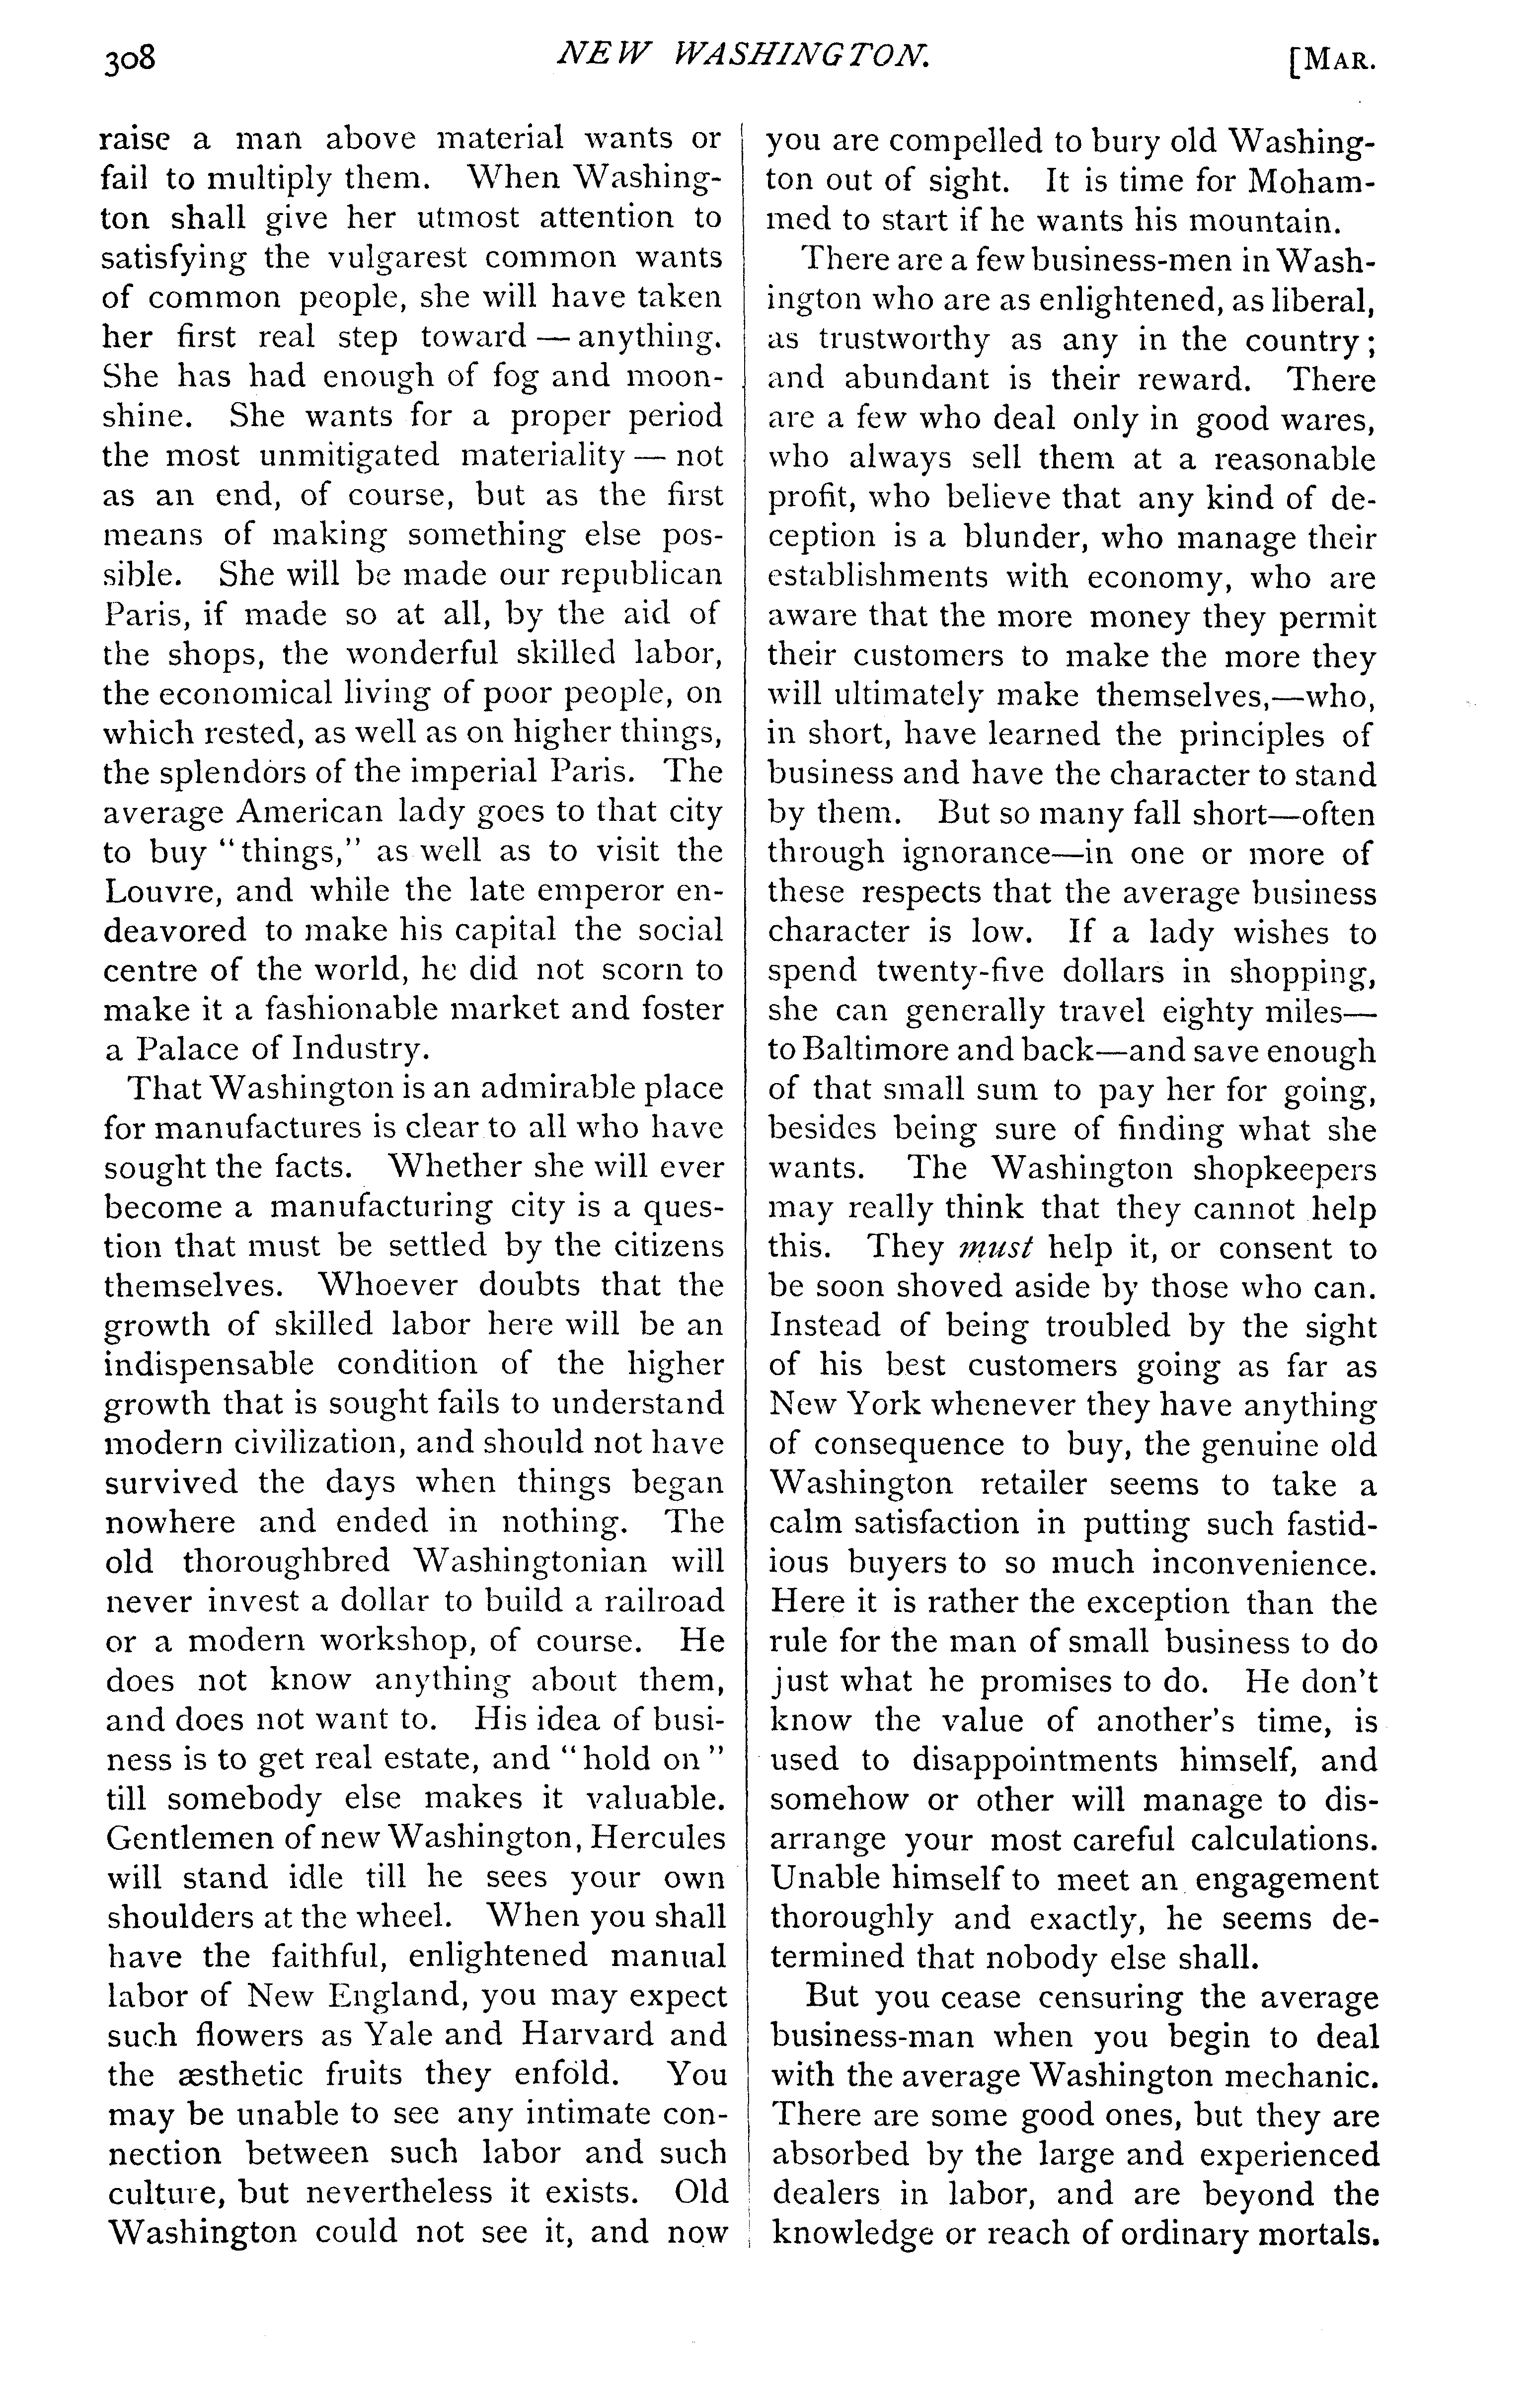 308
NEW WASHINGTON.
[MAR.
raise a man above material wants or
fail to multiply them. When Washing-
ton shall give her utmost attention to
satisfying the vulgarest common wants
of common people, she will have taken
her first real step toward — anything.
She has had enough of fog and moon-
shine. She wants for a proper period
the most unmitigated materiality — not
as an end, of course, but as the first
means of making something else pos-
sible. She will be made our republican
Paris, if made so at all, by the aid of
the shops, the wonderful skilled labor,
the economical living of poor people, on
which rested, as well as on higher things,
the splendors of the imperial Paris. The
average American lady goes to that city
to buy "things," as well as to visit the
Louvre, and while the late emperor en-
deavored to make his capital the social
centre of the world, he did not scorn to
make it a fashionable market and foster
a Palace of Industry.
That Washington is an admirable place
for manufactures is clear to all who have
sought the facts. Whether she will ever
become a manufacturing city is a ques-
tion that must be settled by the citizens
themselves. Whoever doubts that the
growth of skilled labor here will be an
indispensable condition of the higher
growth that is sought fails to understand
modern civilization, and should not have
survived the days when things began
nowhere and ended in nothing. The
old thoroughbred Washingtonian will
never invest a dollar to build a railroad
or a modern workshop, of course. He
does not know anything about them,
and does not want to. His idea of busi-
ness is to get real estate, and "hold on"
till somebody else makes it valuable.
Gentlemen of new Washington, Hercules
will stand idle till he sees your own
shoulders at the wheel. When you shall
have the faithful, enlightened manual
labor of New England, you may expect
such flowers as Yale and Harvard and
the æsthetic fruits they enfold. You
may be unable to see any intimate con-
nection between such labor and such
culture, but nevertheless it exists. Old
Washington could not see it, and now
you are compelled to bury old Washing-
ton out of sight. It is time for Moham-
med to start if he wants his mountain.
There are a few business-men in Wash-
ington who are as enlightened, as liberal,
as trustworthy as any in the country;
and abundant is their reward. There
are a few who deal only in good wares,
who always sell them at a reasonable
profit, who believe that any kind of de-
ception is a blunder, who manage their
establishments with economy, who are
aware that the more money they permit
their customers to make the more they
will ultimately make themselves,—who,
in short, have learned the principles of
business and have the character to stand
by them. But so many fall short—often
through ignorance—in one or more of
these respects that the average business
character is low. If a lady wishes to
spend twenty-five dollars in shopping,
she can generally travel eighty miles—
to Baltimore and back—and save enough
of that small sum to pay her for going,
besides being sure of finding what she
wants. The Washington shopkeepers
may really think that they cannot help
this. They must help it, or consent to
be soon shoved aside by those who can.
Instead of being troubled by the sight
of his best customers going as far as
New York whenever they have anything
of consequence to buy, the genuine old
Washington retailer seems to take a
calm satisfaction in putting such fastid-
ious buyers to so much inconvenience.
Here it is rather the exception than the
rule for the man of small business to do
just what he promises to do. He don't
know the value of another's time, is
used to disappointments himself, and
somehow or other will manage to dis-
arrange your most careful calculations.
Unable himself to meet an engagement
thoroughly and exactly, he seems de-
termined that nobody else shall.
But you cease censuring the average
business-man when you begin to deal
with the average Washington mechanic.
There are some good ones, but they are
absorbed by the large and experienced
dealers in labor, and are beyond the
knowledge or reach of ordinary mortals.